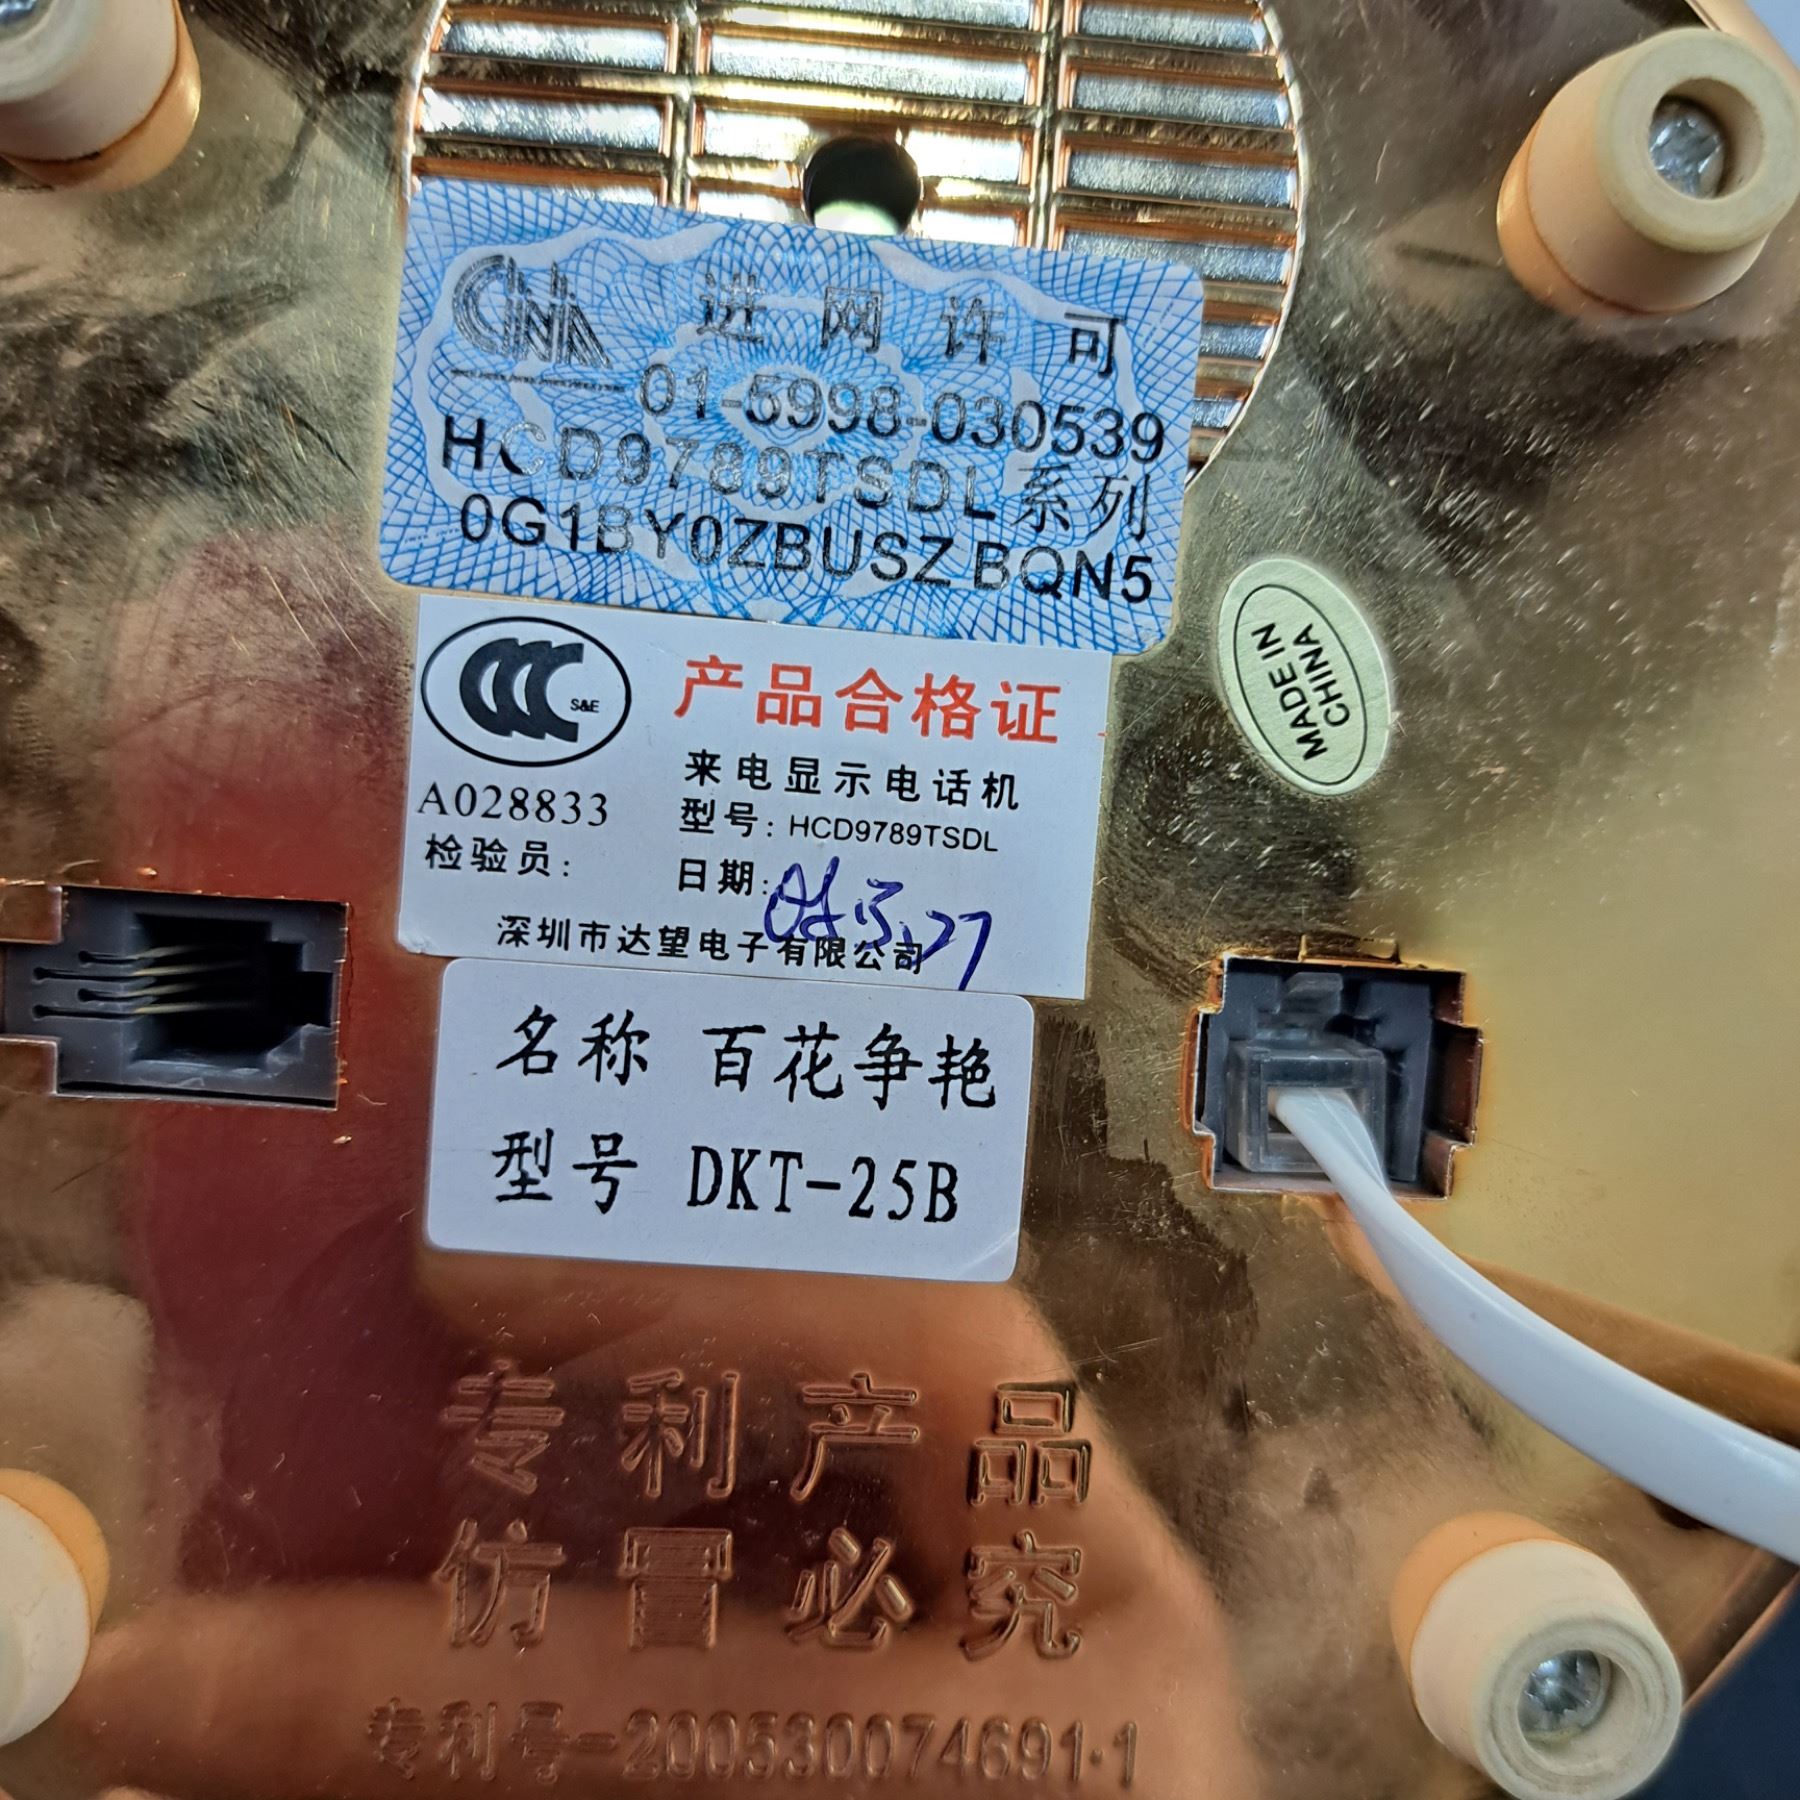 CNA 进网许可
01-5998-030539
HCD9789TSDL系列
0G1BY0ZBUSZBQN5
CCC S&E
产品合格证
来电显示电话机
A028833
型号: HCD9789TSDL
检验员:
日期:
深圳市达望电子有限公司
MADE IN
CHINA
名称 百花争艳
型号 DKT-25B
专利产品
仿冒必究
专利号-200530074691·1